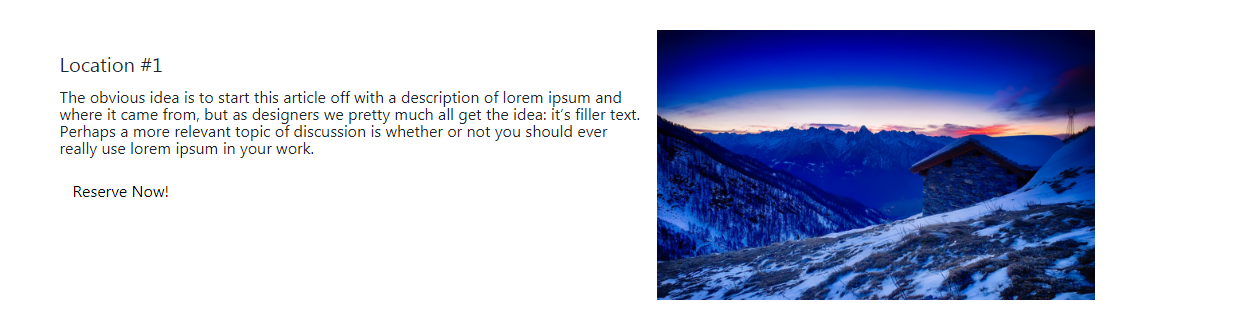 Location #1
The obvious idea is to start this article off with a description of lorem ipsum and
where it came from, but as designers we pretty much all get the idea: it’s filler text.
Perhaps a more relevant topic of discussion is whether or not you should ever
really use lorem ipsum in your work.
Reserve Now!